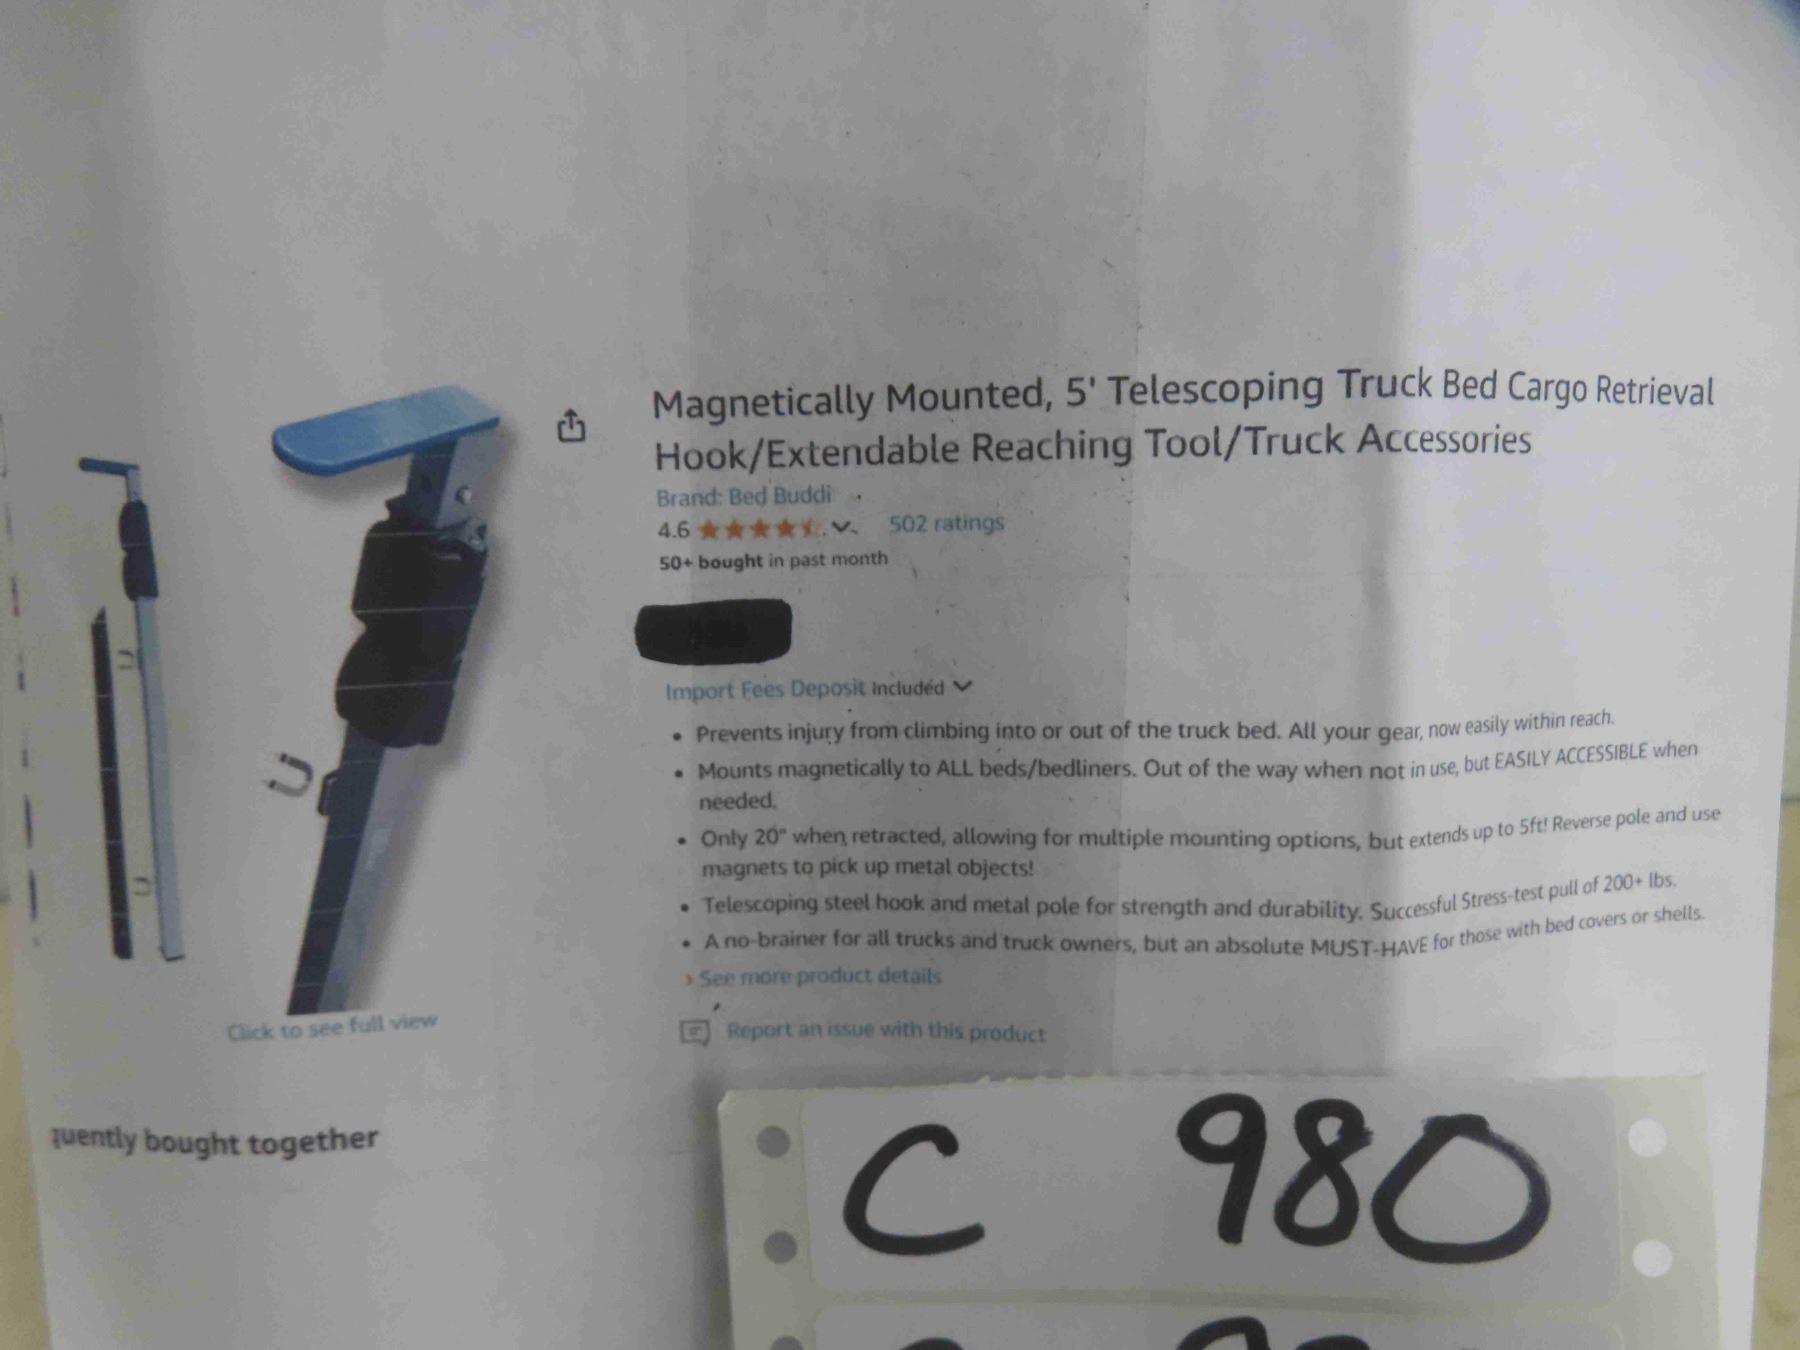 Magnetically Mounted, 5' Telescoping Truck Bed Cargo Retrieval
Hook/Extendable Reaching Tool/Truck Accessories
Brand: Bed Buddi
4.6 502 ratings
50+ bought in past month
Import Fees Deposit Included
• Prevents injury from climbing into or out of the truck bed. All your gear, now easily within reach.
• Mounts magnetically to ALL beds/bedliners. Out of the way when not in use, but EASILY ACCESSIBLE when
needed.
• Only 20" when retracted, allowing for multiple mounting options, but extends up to 5ft! Reverse pole and use
magnets to pick up metal objects!
• Telescoping steel hook and metal pole for strength and durability. Successful Stress-test pull of 200+ lbs.
• A no-brainer for all trucks and truck owners, but an absolute MUST-HAVE for those with bed covers or shells.
› See more product details
Report an issue with this product
Click to see full view
quently bought together
C 980